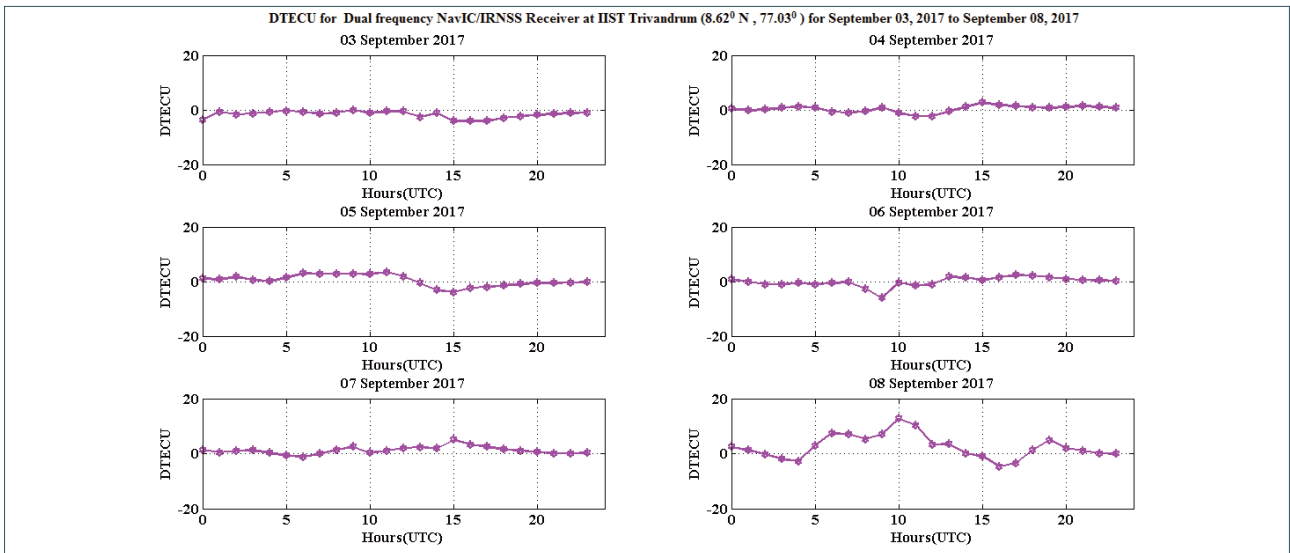 DTECU for Dual frequency NavIC/IRNSS Receiver at IIST Trivandrum (8.62⁰ N , 77.03⁰ ) for September 03, 2017 to September 08, 2017
03 September 2017
20
0
-20
DTECU
0 5 10 15 20
Hours(UTC)
04 September 2017
20
0
-20
DTECU
0 5 10 15 20
Hours(UTC)
05 September 2017
20
0
-20
DTECU
0 5 10 15 20
Hours(UTC)
06 September 2017
20
0
-20
DTECU
0 5 10 15 20
Hours(UTC)
07 September 2017
20
0
-20
DTECU
0 5 10 15 20
Hours(UTC)
08 September 2017
20
0
-20
DTECU
0 5 10 15 20
Hours(UTC)